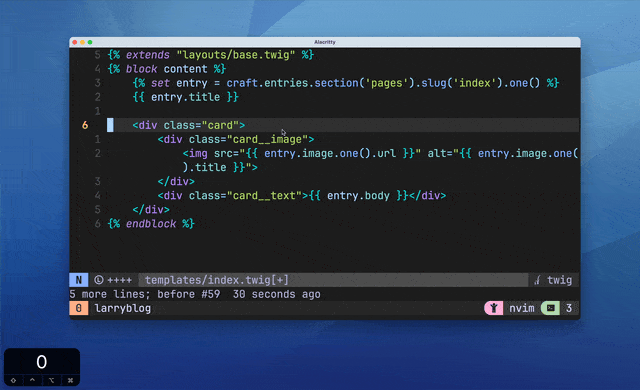 Alacritty
5 {% extends "layouts/base.twig" %}
4 {% block content %}
3 {% set entry = craft.entries.section('pages').slug('index').one() %}
2 {{ entry.title }}
1
6 <div class="card">
1 <div class="card__image">
2 <img src="{{ entry.image.one().url }}" alt="{{ entry.image.one(
).title }}">
3 </div>
4 <div class="card__text">{{ entry.body }}</div>
5 </div>
6 {% endblock %}
N ++++ templates/index.twig[+] twig
5 more lines; before #59 30 seconds ago
0 larryblog nvim 3
0